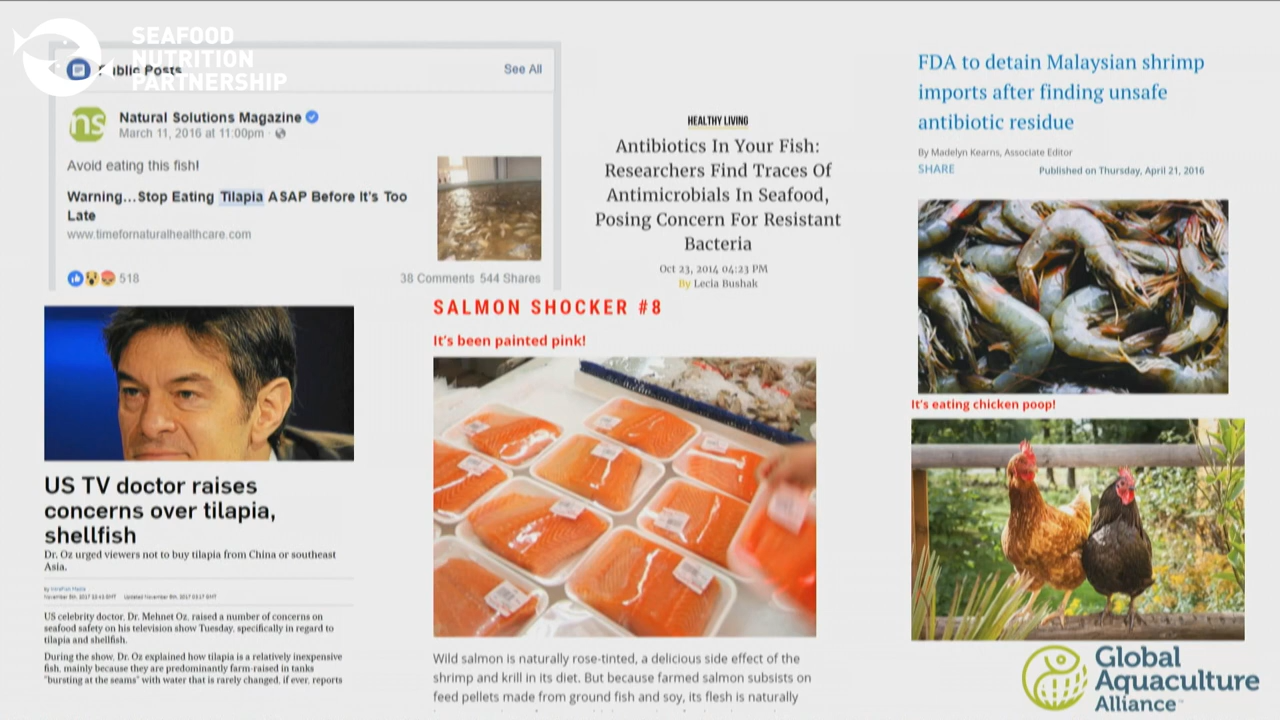 SEAFOOD
NUTRITION
PARTNERSHIP
Public Posts
See All
ns
Natural Solutions Magazine
March 11, 2016 at 11:00pm ·
Avoid eating this fish!
Warning...Stop Eating Tilapia ASAP Before It's Too
Late
www.timefornaturalhealthcare.com
518
38 Comments 544 Shares
HEALTHY LIVING
Antibiotics In Your Fish:
Researchers Find Traces Of
Antimicrobials In Seafood,
Posing Concern For Resistant
Bacteria
Oct 23, 2014 04:23 PM
By Lecia Bushak
FDA to detain Malaysian shrimp
imports after finding unsafe
antibiotic residue
By Madelyn Kearns, Associate Editor
SHARE
Published on Thursday, April 21, 2016
US TV doctor raises
concerns over tilapia,
shellfish
Dr. Oz urged viewers not to buy tilapia from China or southeast
Asia.
US celebrity doctor, Dr. Mehnet Oz, raised a number of concerns on
seafood safety on his television show Tuesday, specifically in regard to
tilapia and shellfish.
During the show, Dr. Oz explained how tilapia is a relatively inexpensive
fish, mainly because they are predominantly farm-raised in tanks
"bursting at the seams" with water that is rarely changed, if ever, reports
SALMON SHOCKER #8
It's been painted pink!
Wild salmon is naturally rose-tinted, a delicious side effect of the
shrimp and krill in its diet. But because farmed salmon subsists on
feed pellets made from ground fish and soy, its flesh is naturally
It's eating chicken poop!
Global
Aquaculture
Alliance™